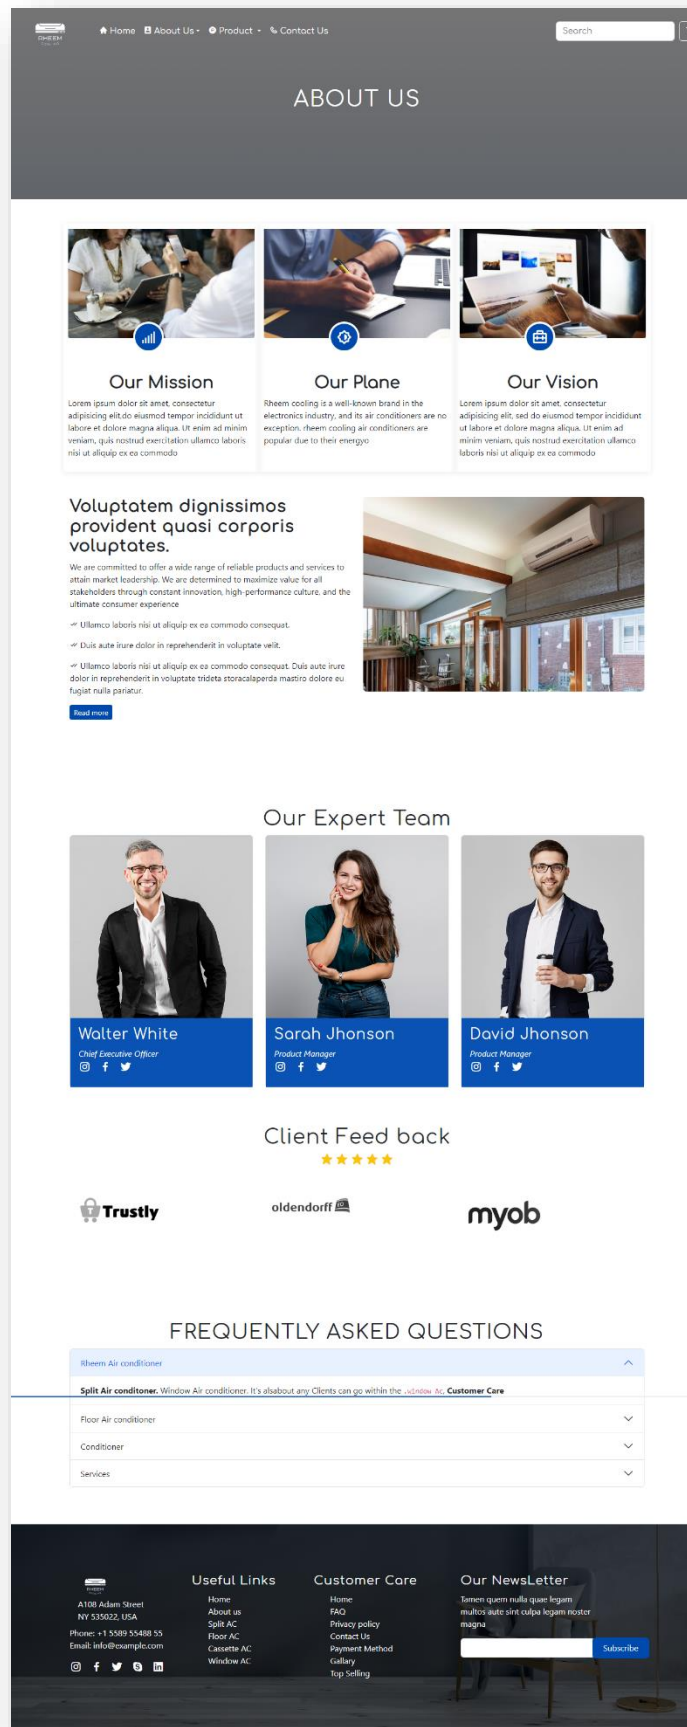 RHEEM
Home About Us Product Contact Us
Search
ABOUT US
Our Mission
Lorem ipsum dolor sit amet, consectetur
adipisicing elit,do eiusmod tempor incididunt ut
labore et dolore magna aliqua. Ut enim ad minim
veniam, quis nostrud exercitation ullamco laboris
nisi ut aliquip ex ea commodo
Our Plane
Rheem cooling is a well-known brand in the
electronics industry, and its air conditioners are no
exception. rheem cooling air conditioners are
popular due to their energyo
Our Vision
Lorem ipsum dolor sit amet, consectetur
adipisicing elit, sed do eiusmod tempor incididunt
ut labore et dolore magna aliqua. Ut enim ad
minim veniam, quis nostrud exercitation ullamco
laboris nisi ut aliquip ex ea commodo
Voluptatem dignissimos
provident quasi corporis
voluptates.
We are committed to offer a wide range of reliable products and services to
attain market leadership. We are determined to maximize value for all
stakeholders through constant innovation, high-performance culture, and the
ultimate consumer experience
Ullamco laboris nisi ut aliquip ex ea commodo consequat.
Duis aute irure dolor in reprehenderit in voluptate velit.
Ullamco laboris nisi ut aliquip ex ea commodo consequat. Duis aute irure
dolor in reprehenderit in voluptate trideta storacalaperda mastiro dolore eu
fugiat nulla pariatur.
Read more
Our Expert Team
Walter White
Chief Executive Officer
Sarah Jhonson
Product Manager
David Jhonson
Product Manager
Client Feed back
Trustly
oldendorff
myob
FREQUENTLY ASKED QUESTIONS
Rheem Air conditioner
Split Air conditoner. Window Air conditioner. It's alsabout any Clients can go within the .window Ac, Customer Care
Floor Air conditioner
Conditioner
Services
RHEEM
A108 Adam Street
NY 535022, USA
Phone: +1 5589 55488 55
Email: info@example.com
Useful Links
Home
About us
Split AC
Floor AC
Cassette AC
Window AC
Customer Care
Home
FAQ
Privacy policy
Contact Us
Payment Method
Gallary
Top Selling
Our NewsLetter
Tamen quem nulla quae legam
multos aute sint culpa legam noster
magna
Subscribe